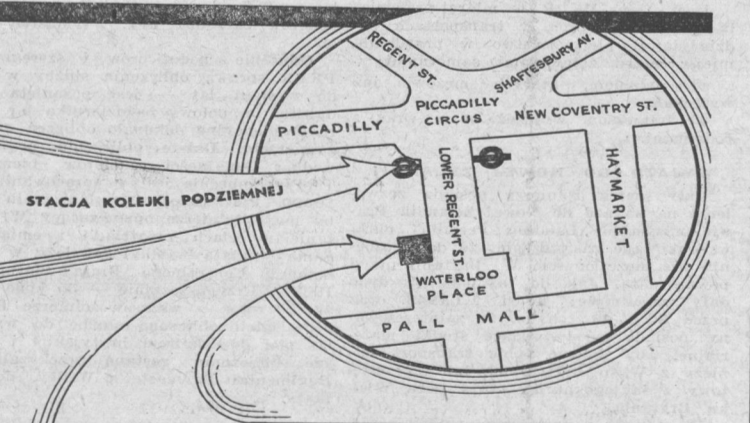 REGENT ST.
SHAFTESBURY AV.
PICCADILLY
CIRCUS
NEW COVENTRY ST.
PICCADILLY
STACJA KOLEJKI PODZIEMNEJ
LOWER REGENT ST.
HAYMARKET
WATERLOO
PLACE
PALL MALL